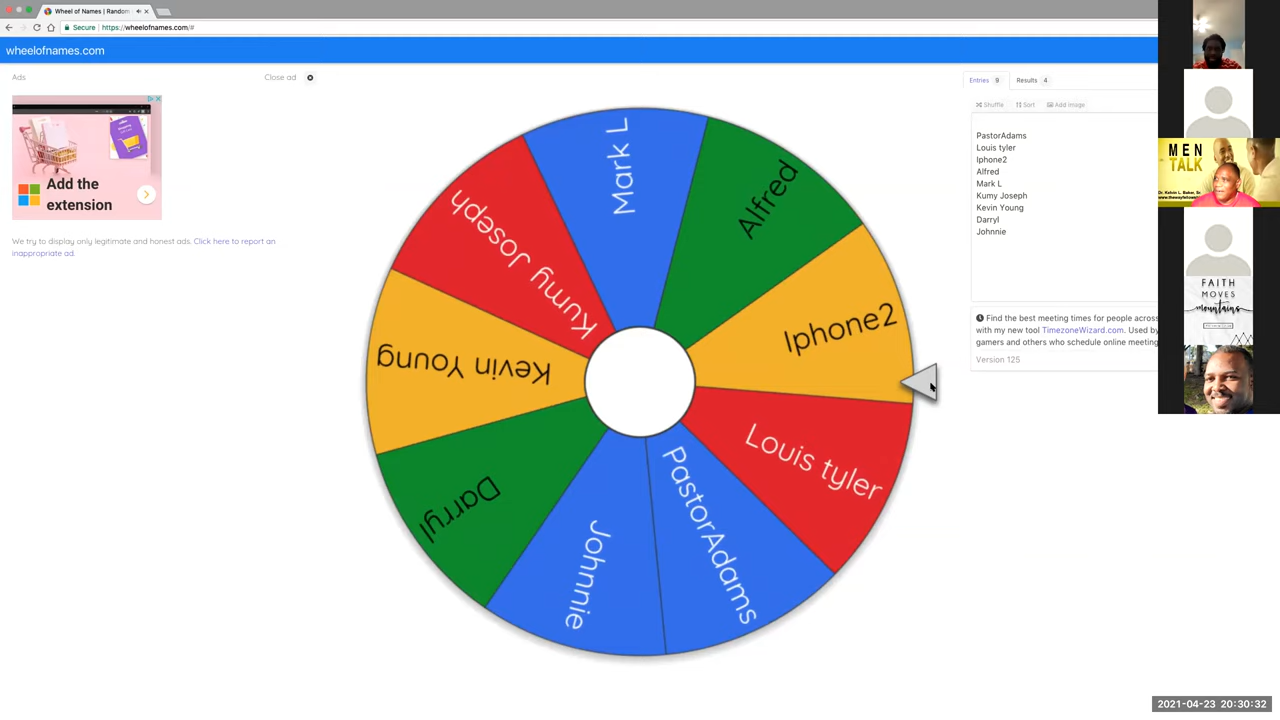 Wheel of Names | Random
Secure
https://wheelofnames.com/#
wheelofnames.com
Ads
Close ad
Add the
extension
We try to display only legitimate and honest ads. Click here to report an
inappropriate ad.
Mark L
Alfred
Iphone2
Louis tyler
PastorAdams
Johnnie
Darryl
Kevin Young
Kumy Joseph
Entries 9
Results 4
Shuffle
Sort
Add image
PastorAdams
Louis tyler
Iphone2
Alfred
Mark L
Kumy Joseph
Kevin Young
Darryl
Johnnie
Find the best meeting times for people across
with my new tool TimezoneWizard.com. Used by
gamers and others who schedule online meeting
Version 125
MEN
TALK
Dr. Kelvin L. Baker, Sr.
FAITH
MOVES
mountains
2021-04-23 20:30:32